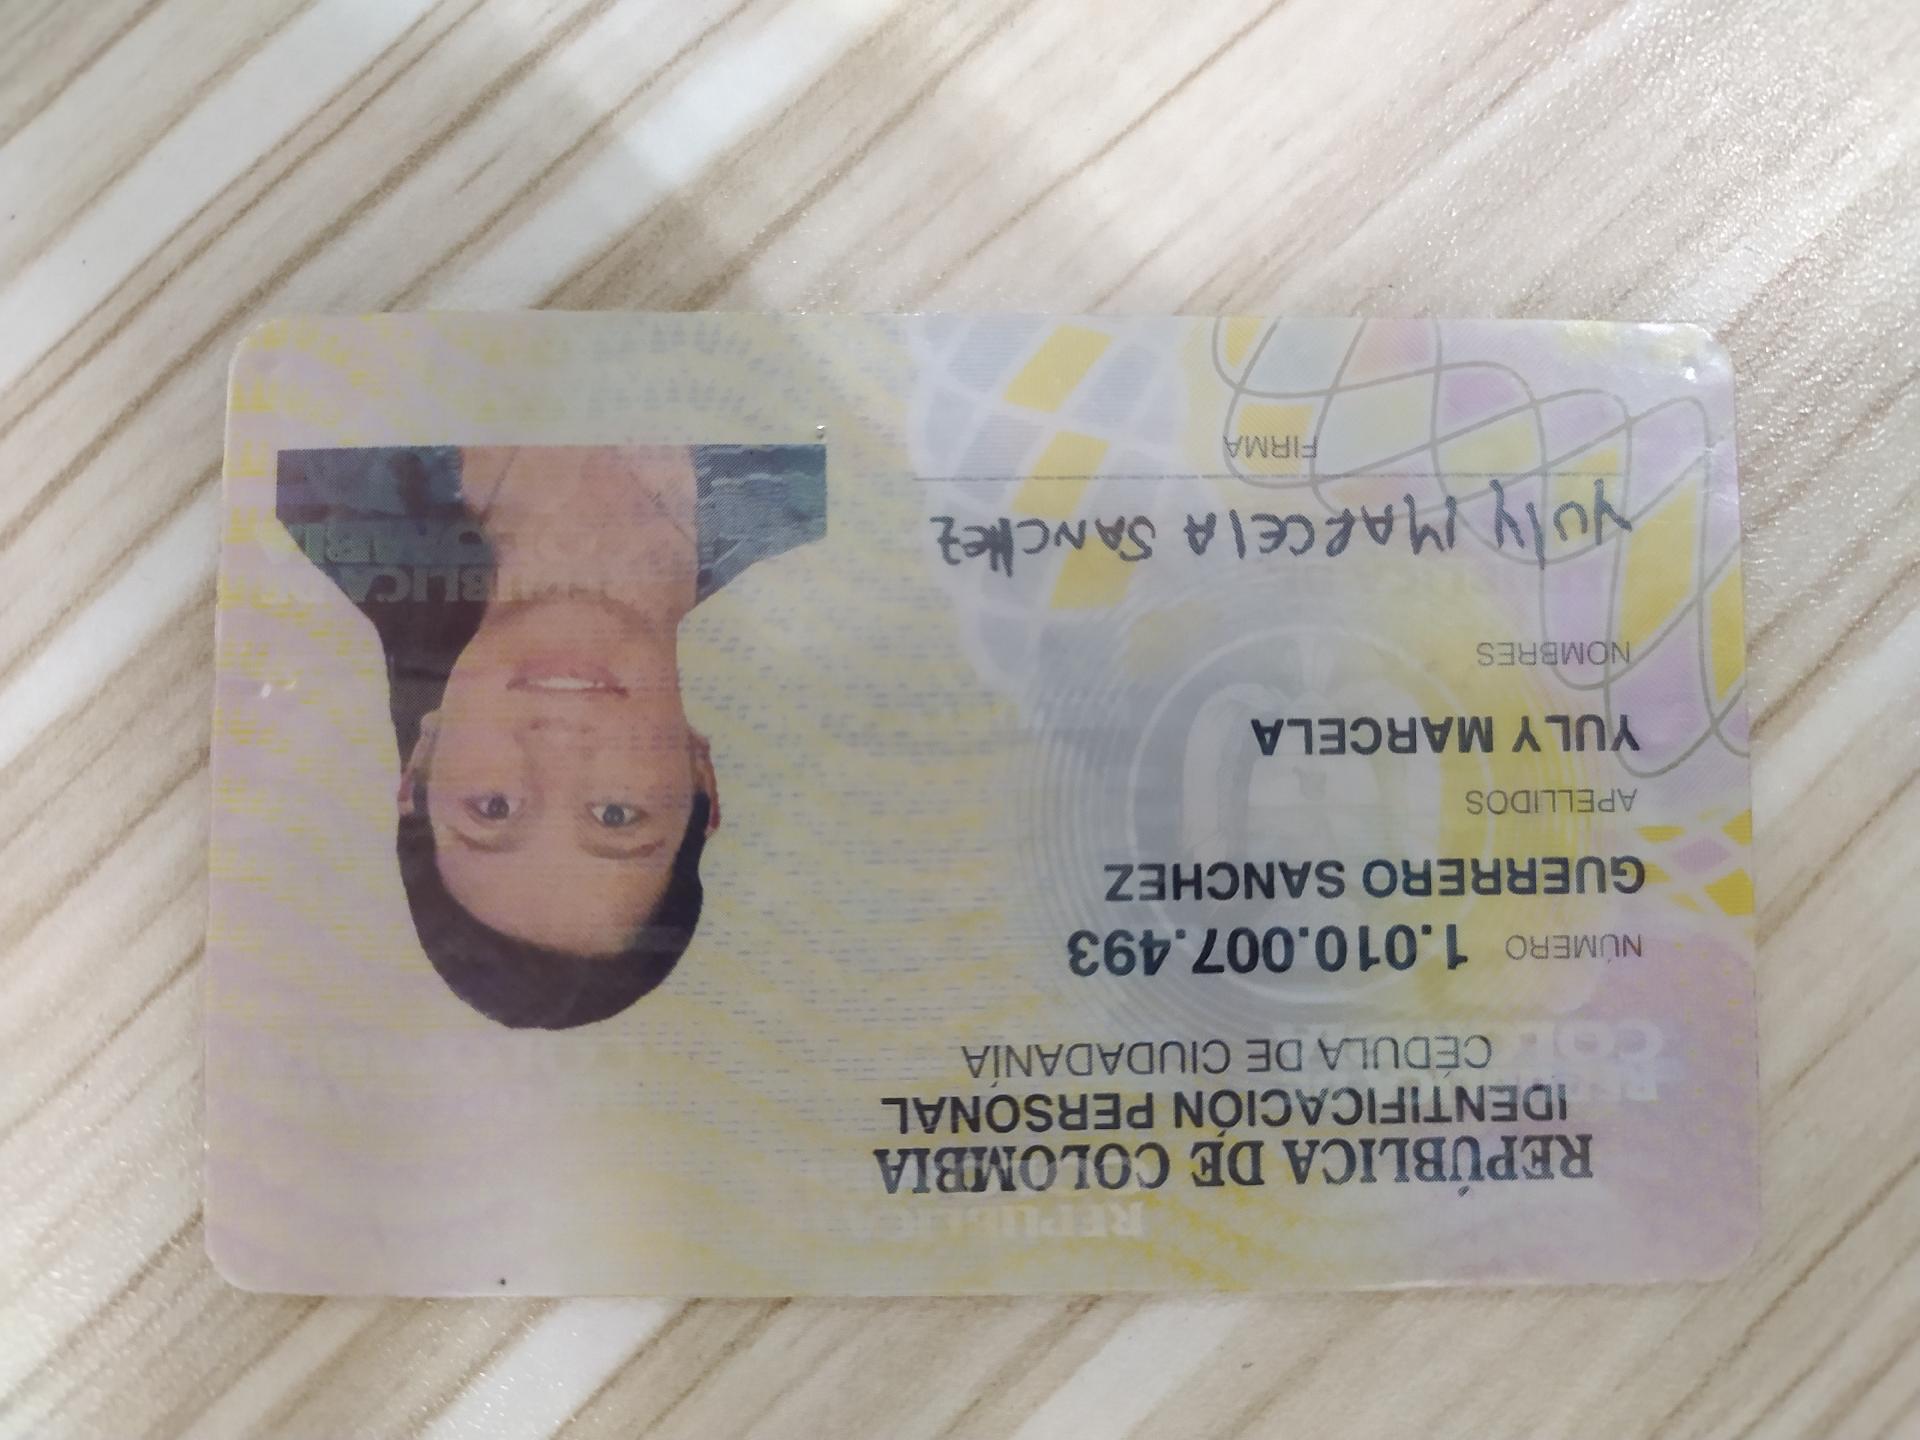 REPÚBLICA DE COLOMBIA
IDENTIFICACIÓN PERSONAL
CÉDULA DE CIUDADANÍA
NÚMERO 1.010.007.493
GUERRERO SANCHEZ
APELLIDOS
YULY MARCELA
NOMBRES
YULY MARCELA SANCHEZ
FIRMA